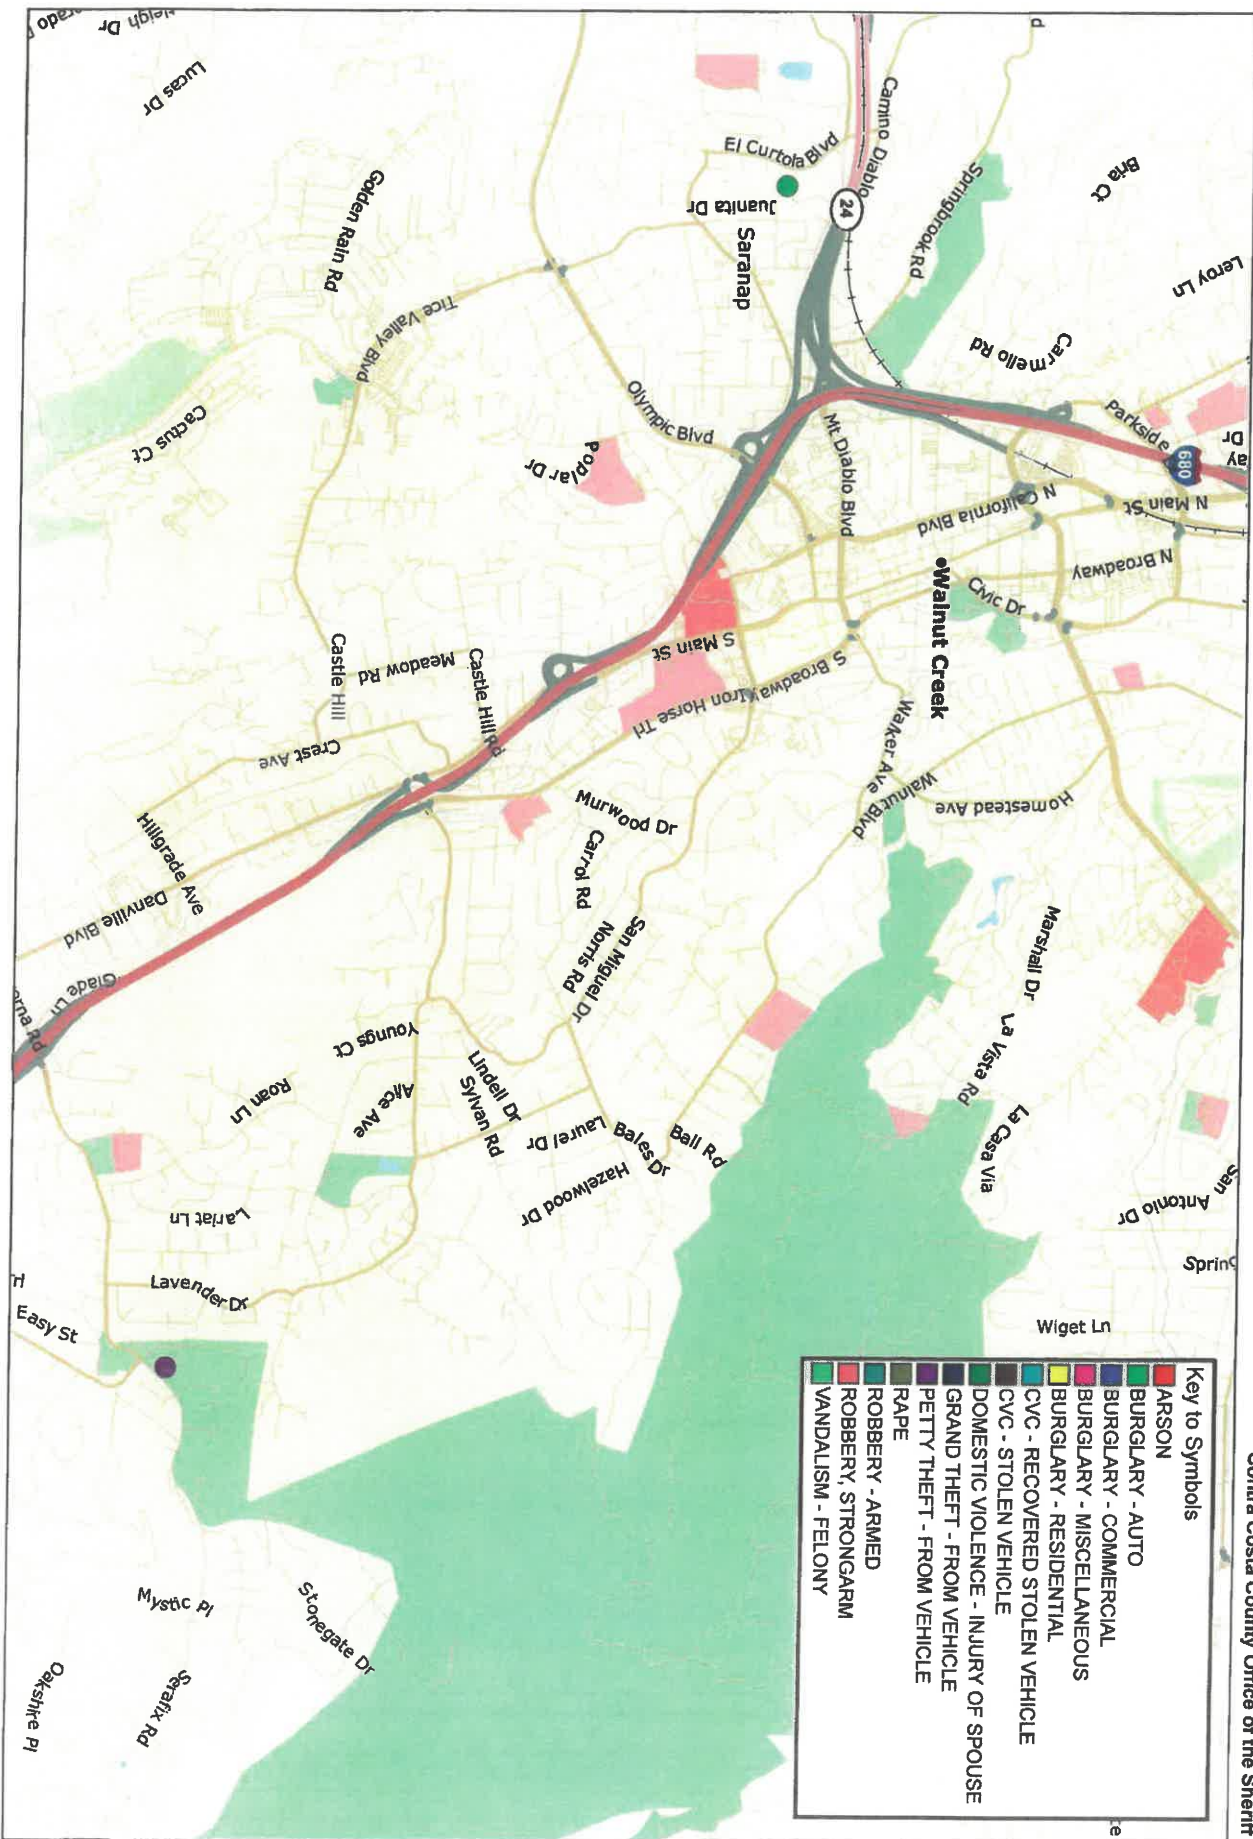 Contra Costa County Office of the Sheriff
Key to Symbols
ARSON
BURGLARY - AUTO
BURGLARY - COMMERCIAL
BURGLARY - MISCELLANEOUS
BURGLARY - RESIDENTIAL
CVC - RECOVERED STOLEN VEHICLE
CVC - STOLEN VEHICLE
DOMESTIC VIOLENCE - INJURY OF SPOUSE
GRAND THEFT - FROM VEHICLE
PETTY THEFT - FROM VEHICLE
RAPE
ROBBERY - ARMED
ROBBERY, STRONGARM
VANDALISM - FELONY
Leroy Ln
Bria Ct
Carmello Rd
Springbrook Rd
Camino Diablo
24
El Curtola Blvd
Juanita Dr
Saranap
Parkside
Dr
680
N Main St
N California Blvd
N Broadway
Civic Dr
Walnut Creek
Mt Diablo Blvd
Olympic Blvd
Poplar Dr
Tice Valley Blvd
Golden Rain Rd
Lucas Dr
Cactus Ct
S Main St
S Broadway
Iron Horse Trl
Walker Ave
Walnut Blvd
Homestead Ave
Marshall Dr
La Vista Rd
La Casa Via
San Antonio Dr
Wiget Ln
Castle Hill
Meadow Rd
Castle Hill Rd
Crest Ave
Murwood Dr
Carrol Rd
Norris Rd
San Miguel Dr
Hillgrade Ave
Danville Blvd
Glade Ln
Youngs Ct
Alice Ave
Roan Ln
Lindell Dr
Sylvan Rd
Laurel Dr
Bales Dr
Ball Rd
Hazelwood Dr
Lariat Ln
Lavender Dr
Easy St
Mystic Pl
Stonegate Dr
Serafix Rd
Oakshire Pl